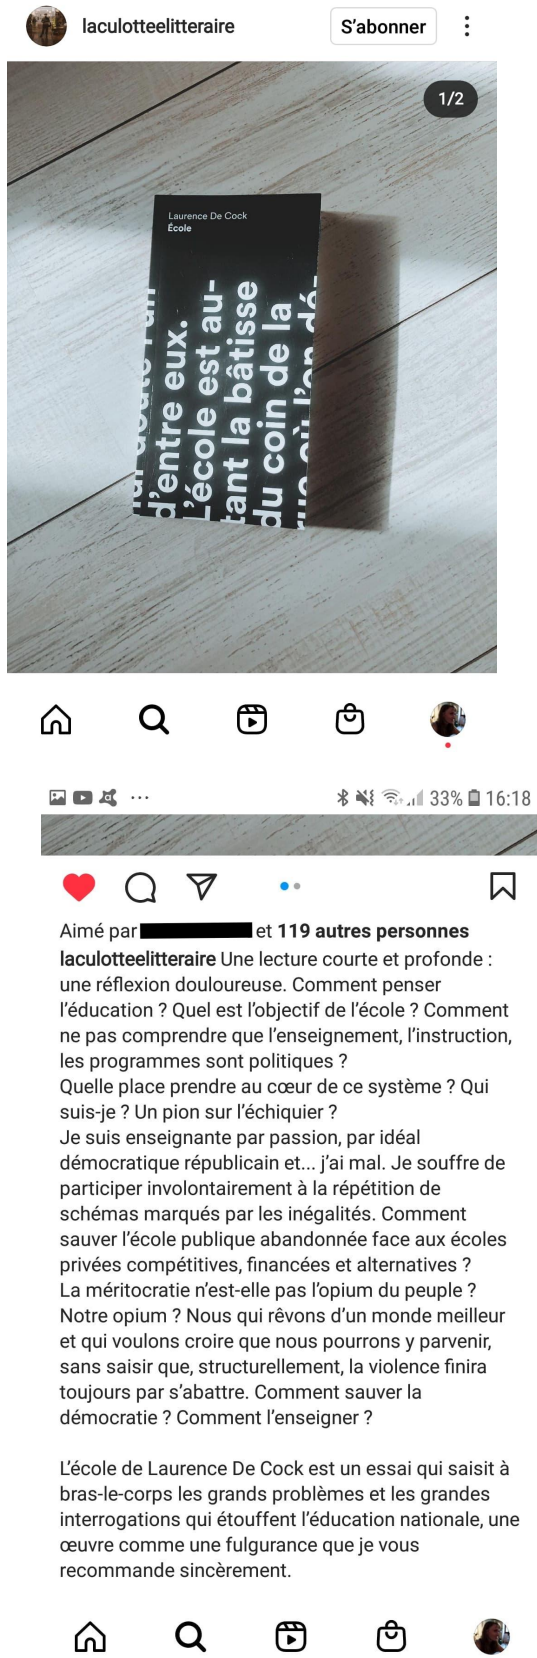 laculotteelitteraire
S'abonner
1/2
Laurence De Cock
École
d'entre eux.
L'école est au-
tant la bâtisse
du coin de la
rue où l'on dé-
33% 16:18
Aimé par et 119 autres personnes
laculotteelitteraire Une lecture courte et profonde :
une réflexion douloureuse. Comment penser
l'éducation ? Quel est l'objectif de l'école ? Comment
ne pas comprendre que l'enseignement, l'instruction,
les programmes sont politiques ?
Quelle place prendre au cœur de ce système ? Qui
suis-je ? Un pion sur l'échiquier ?
Je suis enseignante par passion, par idéal
démocratique républicain et... j'ai mal. Je souffre de
participer involontairement à la répétition de
schémas marqués par les inégalités. Comment
sauver l'école publique abandonnée face aux écoles
privées compétitives, financées et alternatives ?
La méritocratie n'est-elle pas l'opium du peuple ?
Notre opium ? Nous qui rêvons d'un monde meilleur
et qui voulons croire que nous pourrons y parvenir,
sans saisir que, structurellement, la violence finira
toujours par s'abattre. Comment sauver la
démocratie ? Comment l'enseigner ?
L'école de Laurence De Cock est un essai qui saisit à
bras-le-corps les grands problèmes et les grandes
interrogations qui étouffent l'éducation nationale, une
œuvre comme une fulgurance que je vous
recommande sincèrement.